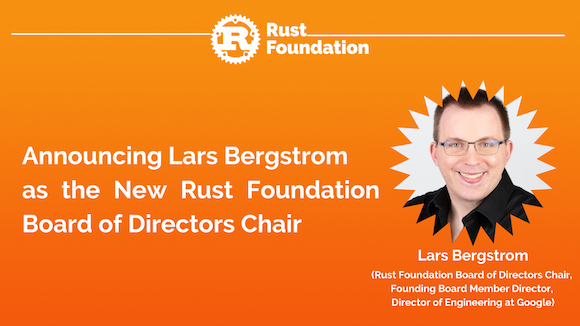 Rust
Foundation
Announcing Lars Bergstrom
as the New Rust Foundation
Board of Directors Chair
Lars Bergstrom
(Rust Foundation Board of Directors Chair,
Founding Board Member Director,
Director of Engineering at Google)